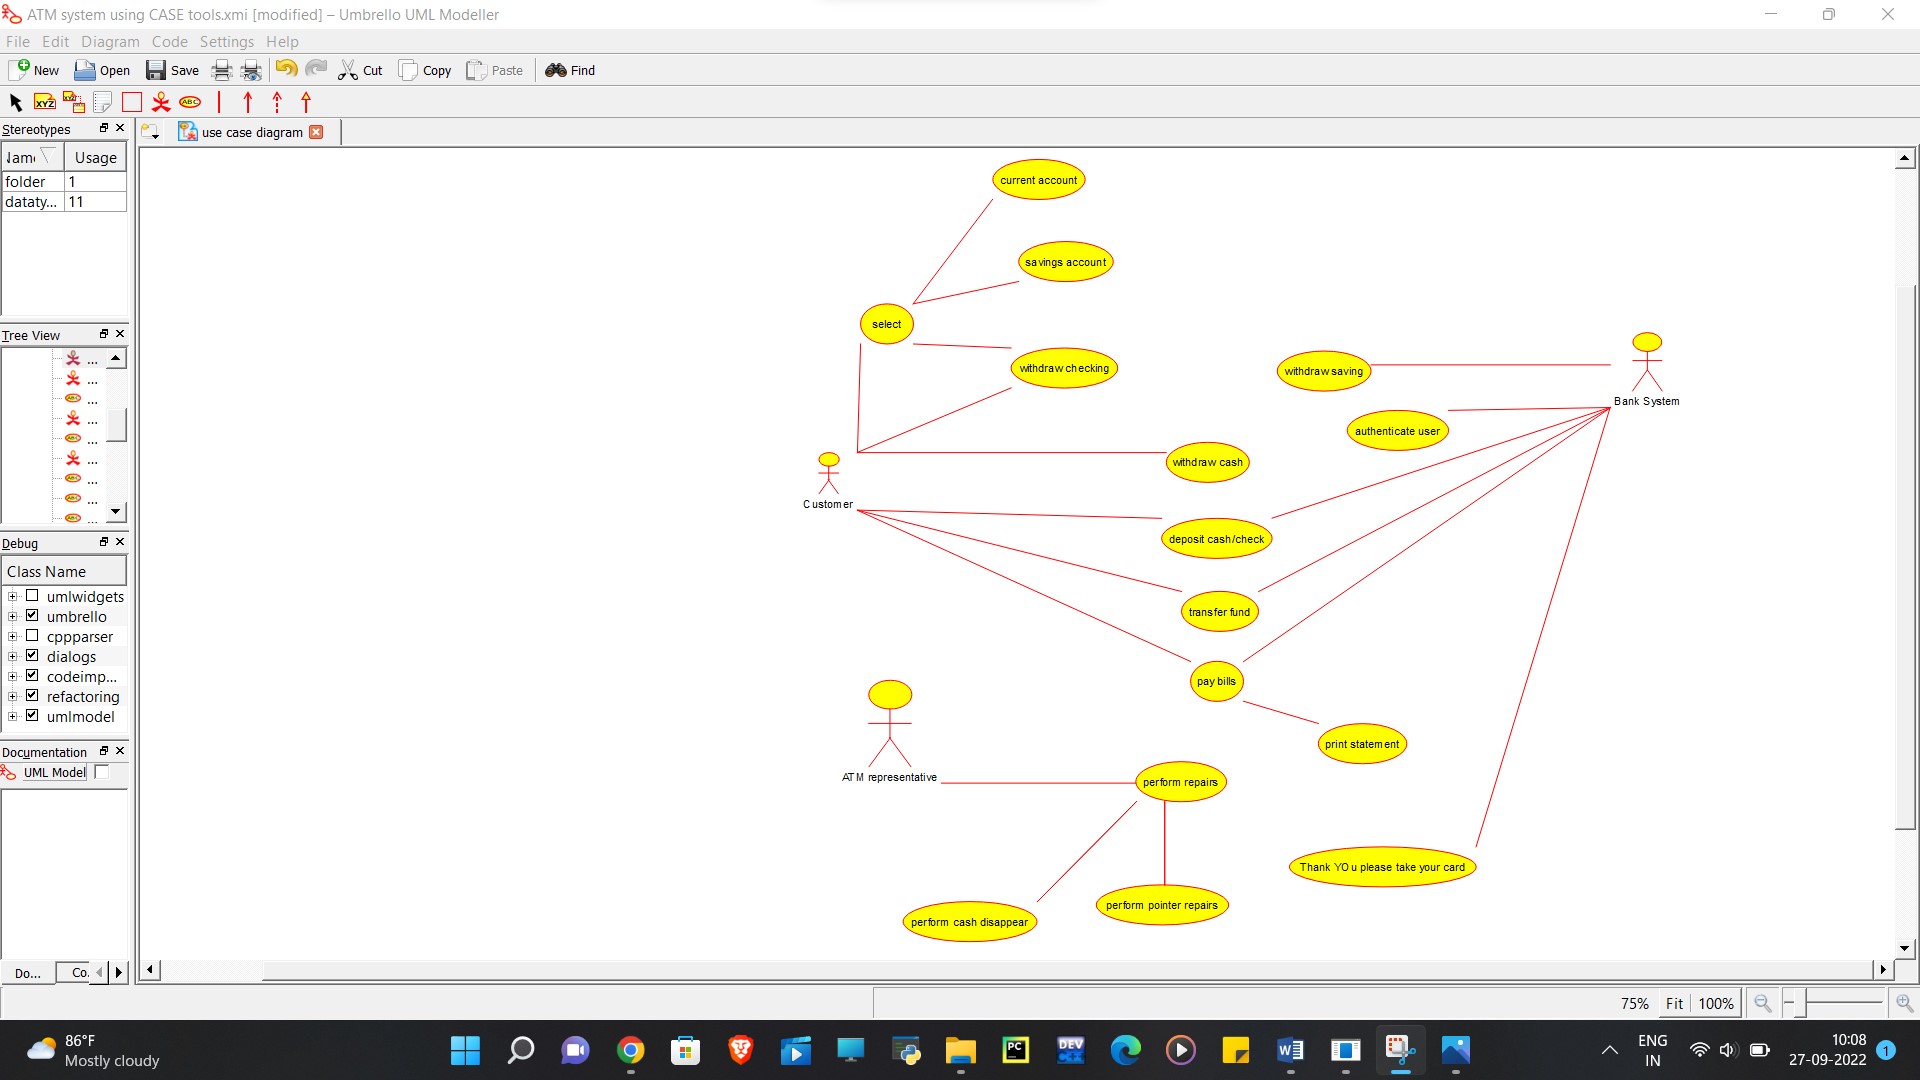 ATM system using CASE tools.xmi [modified] – Umbrello UML Modeller
File Edit Diagram Code Settings Help
New Open Save Cut Copy Paste Find
XYZ ABC
Stereotypes
use case diagram
Usage
folder 1
dataty... 11
Tree View
...
...
...
...
...
...
...
...
...
Debug
Class Name
umlwidgets
umbrello
cppparser
dialogs
codeimp...
refactoring
umlmodel
Documentation
UML Model
Do... Co
current account
savings account
select
withdraw checking
withdraw saving
Bank System
authenticate user
withdraw cash
Customer
deposit cash/check
transfer fund
pay bills
print statement
ATM representative
perform repairs
Thank YOu please take your card
perform pointer repairs
perform cash disappear
75% Fit 100%
86°F
Mostly cloudy
PC
DEV
ENG
IN
10:08
27-09-2022
1